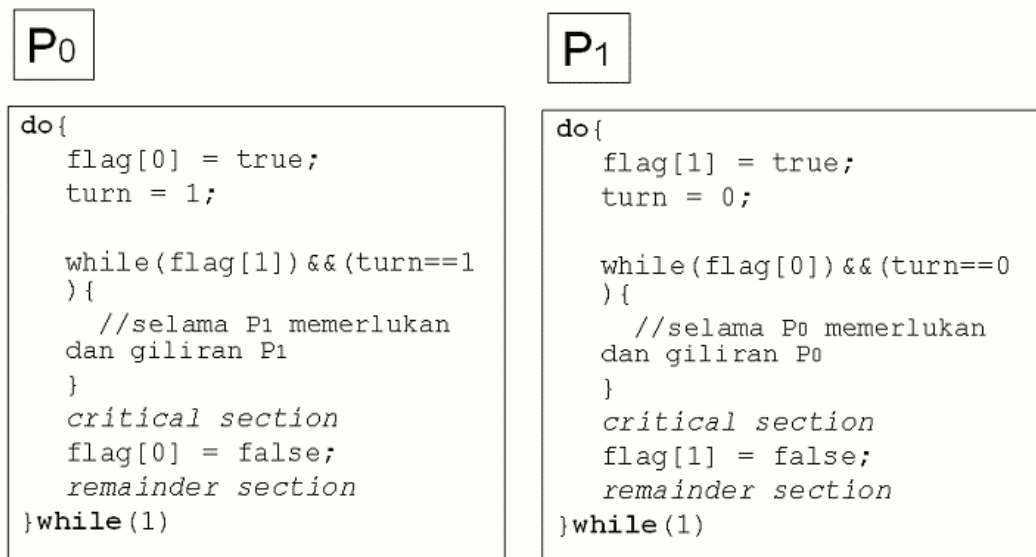 P0
do{
flag[0] = true;
turn = 1;
while(flag[1])&&(turn==1
){
//selama P1 memerlukan
dan giliran P1
}
critical section
flag[0] = false;
remainder section
}while(1)
P1
do{
flag[1] = true;
turn = 0;
while(flag[0])&&(turn==0
){
//selama P0 memerlukan
dan giliran P0
}
critical section
flag[1] = false;
remainder section
}while(1)